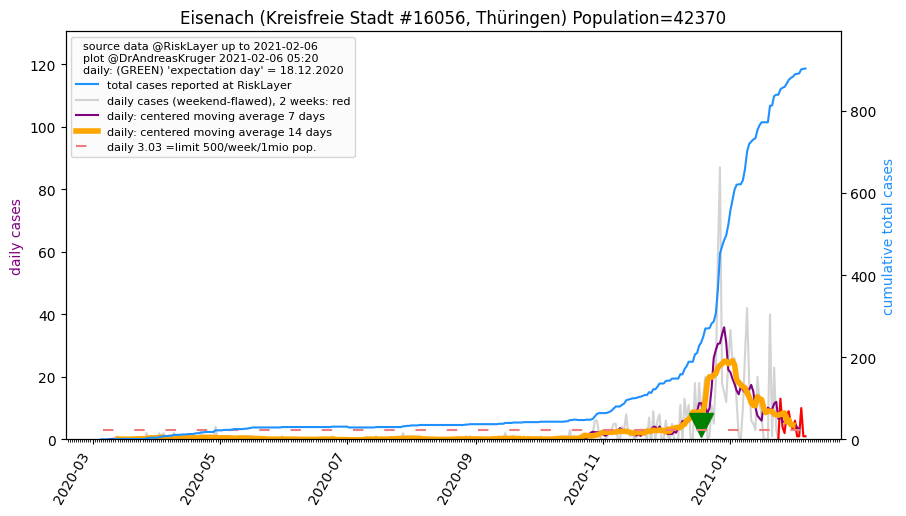 Eisenach (Kreisfreie Stadt #16056, Thüringen) Population=42370
source data @RiskLayer up to 2021-02-06
plot @DrAndreasKruger 2021-02-06 05:20
daily: (GREEN) 'expectation day' = 18.12.2020
total cases reported at RiskLayer
daily cases (weekend-flawed), 2 weeks: red
daily: centered moving average 7 days
daily: centered moving average 14 days
daily 3.03 =limit 500/week/1mio pop.
daily cases
120
100
80
60
40
20
0
cumulative total cases
800
600
400
200
0
2020-03
2020-05
2020-07
2020-09
2020-11
2021-01